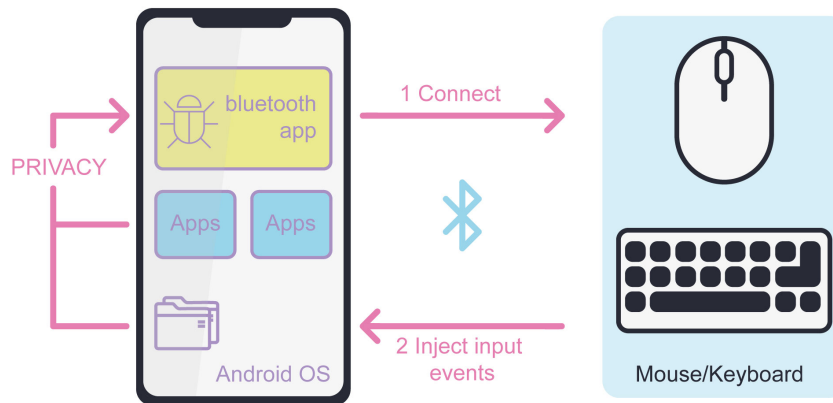 bluetooth
app
1 Connect
PRIVACY
Apps
Apps
2 Inject input
events
Android OS
Mouse/Keyboard